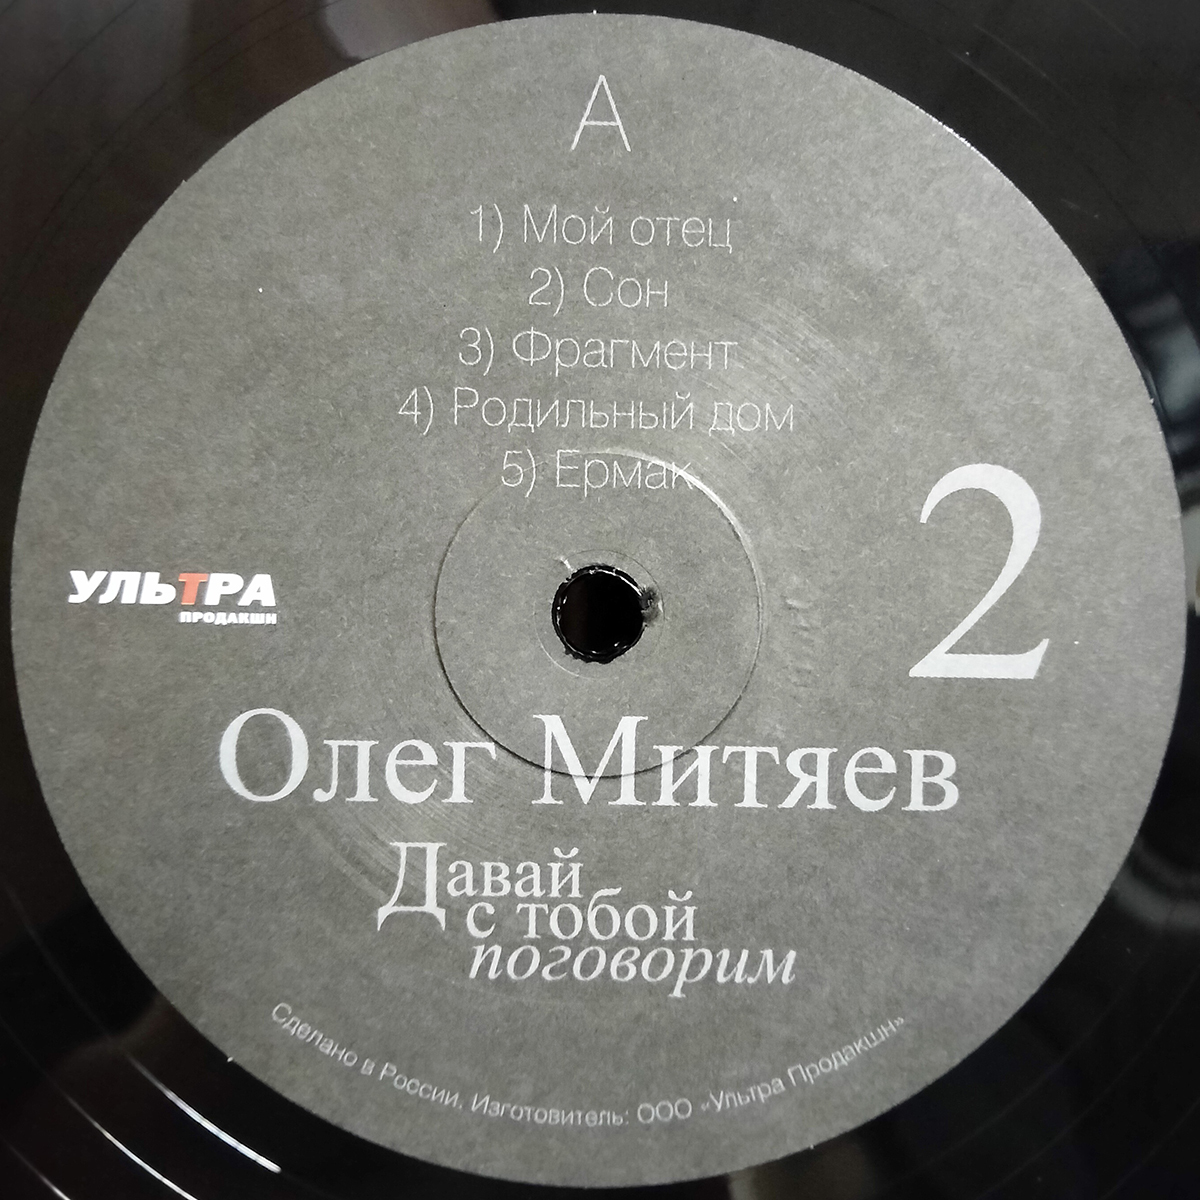 А
1) Мой отец
2) Сон
3) Фрагмент
4) Родильный дом
5) Ермак
2
УЛЬТРА
ПРОДАКШН
Олег Митяев
Давай
с тобой
поговорим
Сделано в России. Изготовитель: ООО «Ультра Продакшн»